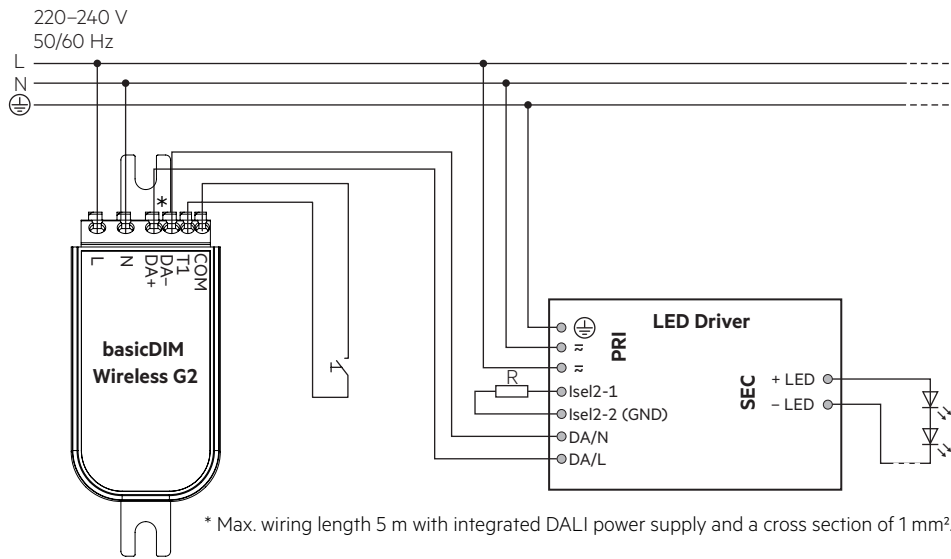 220–240 V
50/60 Hz
L
N
*
L
N
DA+
DA–
T1
COM
basicDIM
Wireless G2
LED Driver
PRI
=
=
R
Isel2-1
Isel2-2 (GND)
DA/N
DA/L
SEC
+ LED
– LED
* Max. wiring length 5 m with integrated DALI power supply and a cross section of 1 mm².